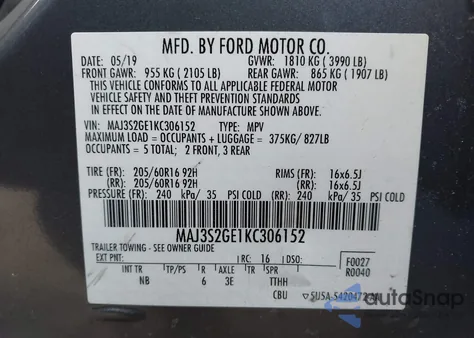 MFD. BY FORD MOTOR CO.
DATE: 05/19 GVWR: 1810 KG ( 3990 LB)
FRONT GAWR: 955 KG ( 2105 LB) REAR GAWR: 865 KG ( 1907 LB)
THIS VEHICLE CONFORMS TO ALL APPLICABLE FEDERAL MOTOR
VEHICLE SAFETY AND THEFT PREVENTION STANDARDS
IN EFFECT ON THE DATE OF MANUFACTURE SHOWN ABOVE.
VIN: MAJ3S2GE1KC306152 TYPE: MPV
MAXIMUM LOAD = OCCUPANTS + LUGGAGE = 375KG/ 827LB
OCCUPANTS = 5 TOTAL; 2 FRONT, 3 REAR
TIRE (FR): 205/60R16 92H RIMS (FR): 16x6.5J
(RR): 205/60R16 92H (RR): 16x6.5J
PRESSURE (FR): 240 kPa/ 35 PSI COLD (RR): 240 kPa/ 35 PSI COLD
MAJ3S2GE1KC306152
TRAILER TOWING - SEE OWNER GUIDE
EXT PNT: RC: 16 DSO: F0027
R0040
INT TR TP/PS R AXLE TR SPR
NB 6 3E TTHH
CBU
autoSnap